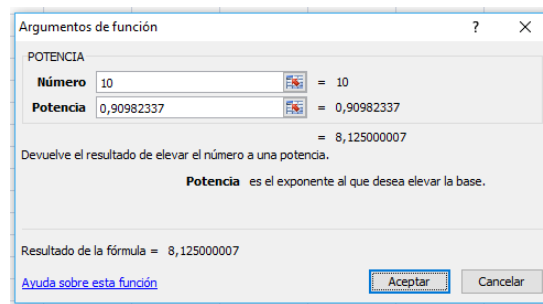 Argumentos de función ? X
POTENCIA
Número 10 = 10
Potencia 0,90982337 = 0,90982337
= 8,125000007
Devuelve el resultado de elevar el número a una potencia.
Potencia es el exponente al que desea elevar la base.
Resultado de la fórmula = 8,125000007
Ayuda sobre esta función Aceptar Cancelar